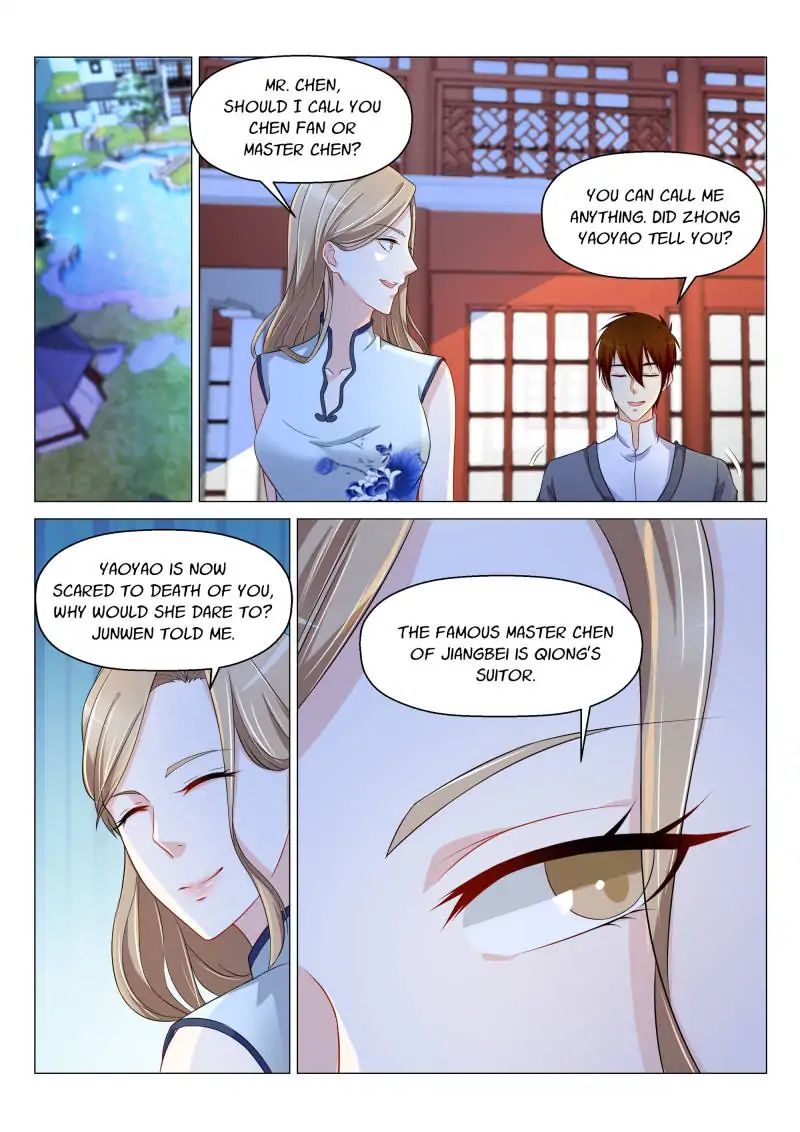 MR. CHEN,
SHOULD I CALL YOU
CHEN FAN OR
MASTER CHEN?
YOU CAN CALL ME
ANYTHING. DID ZHONG
YAOYAO TELL YOU?
YAOYAO IS NOW
SCARED TO DEATH OF YOU,
WHY WOULD SHE DARE TO?
JUNWEN TOLD ME.
THE FAMOUS MASTER CHEN
OF JIANGBEI IS QIONG'S
SUITOR.